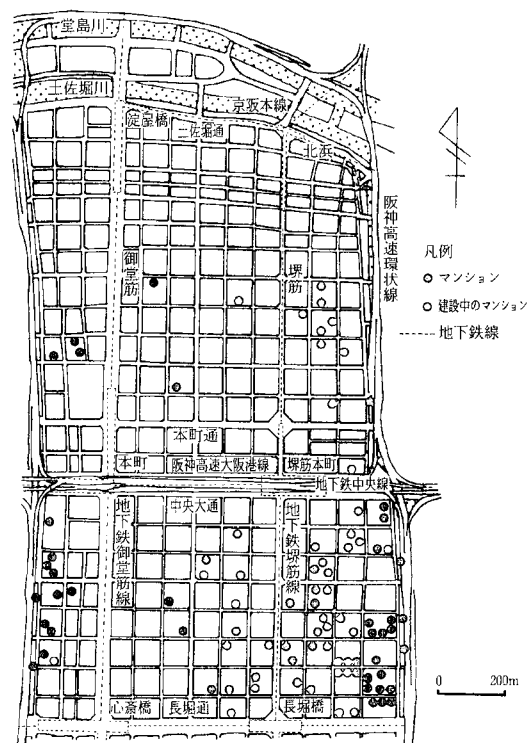 堂島川
土佐堀川
京阪本線
淀屋橋
土佐堀通
北浜
阪神高速環状線
御堂筋
堺筋
凡例
マンション
建設中のマンション
地下鉄線
本町通
本町
阪神高速大阪港線
堺筋本町
地下鉄中央線
中央大通
地下鉄御堂筋線
地下鉄堺筋線
心斎橋
長堀通
長堀橋
0 200m